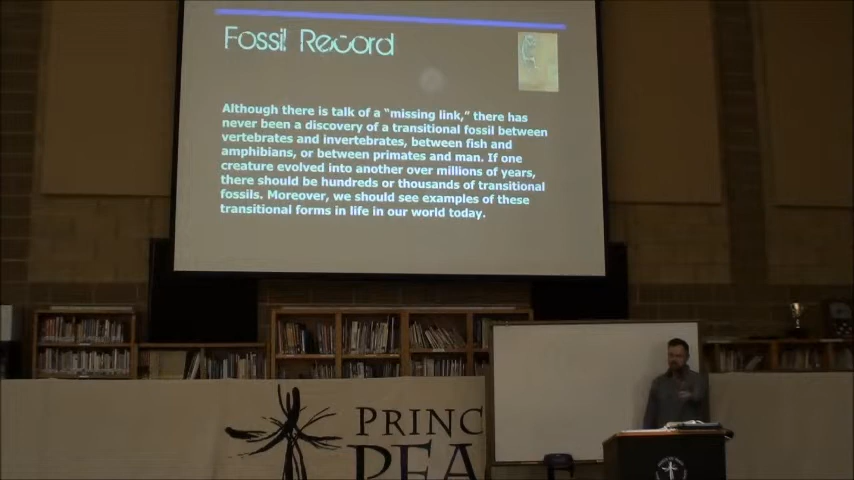 Fossil Record
Although there is talk of a "missing link," there has
never been a discovery of a transitional fossil between
vertebrates and invertebrates, between fish and
amphibians, or between primates and man. If one
creature evolved into another over millions of years,
there should be hundreds or thousands of transitional
fossils. Moreover, we should see examples of these
transitional forms in life in our world today.
PRINC
PEA